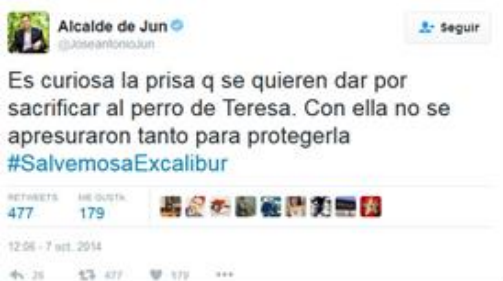 Alcalde de Jun
@JoseantonioJun
Seguir
Es curiosa la prisa q se quieren dar por
sacrificar al perro de Teresa. Con ella no se
apresuraron tanto para protegerla
#SalvemosaExcalibur
RETWEETS ME GUSTA
477 179
12:06 - 7 oct. 2014
26 477 179